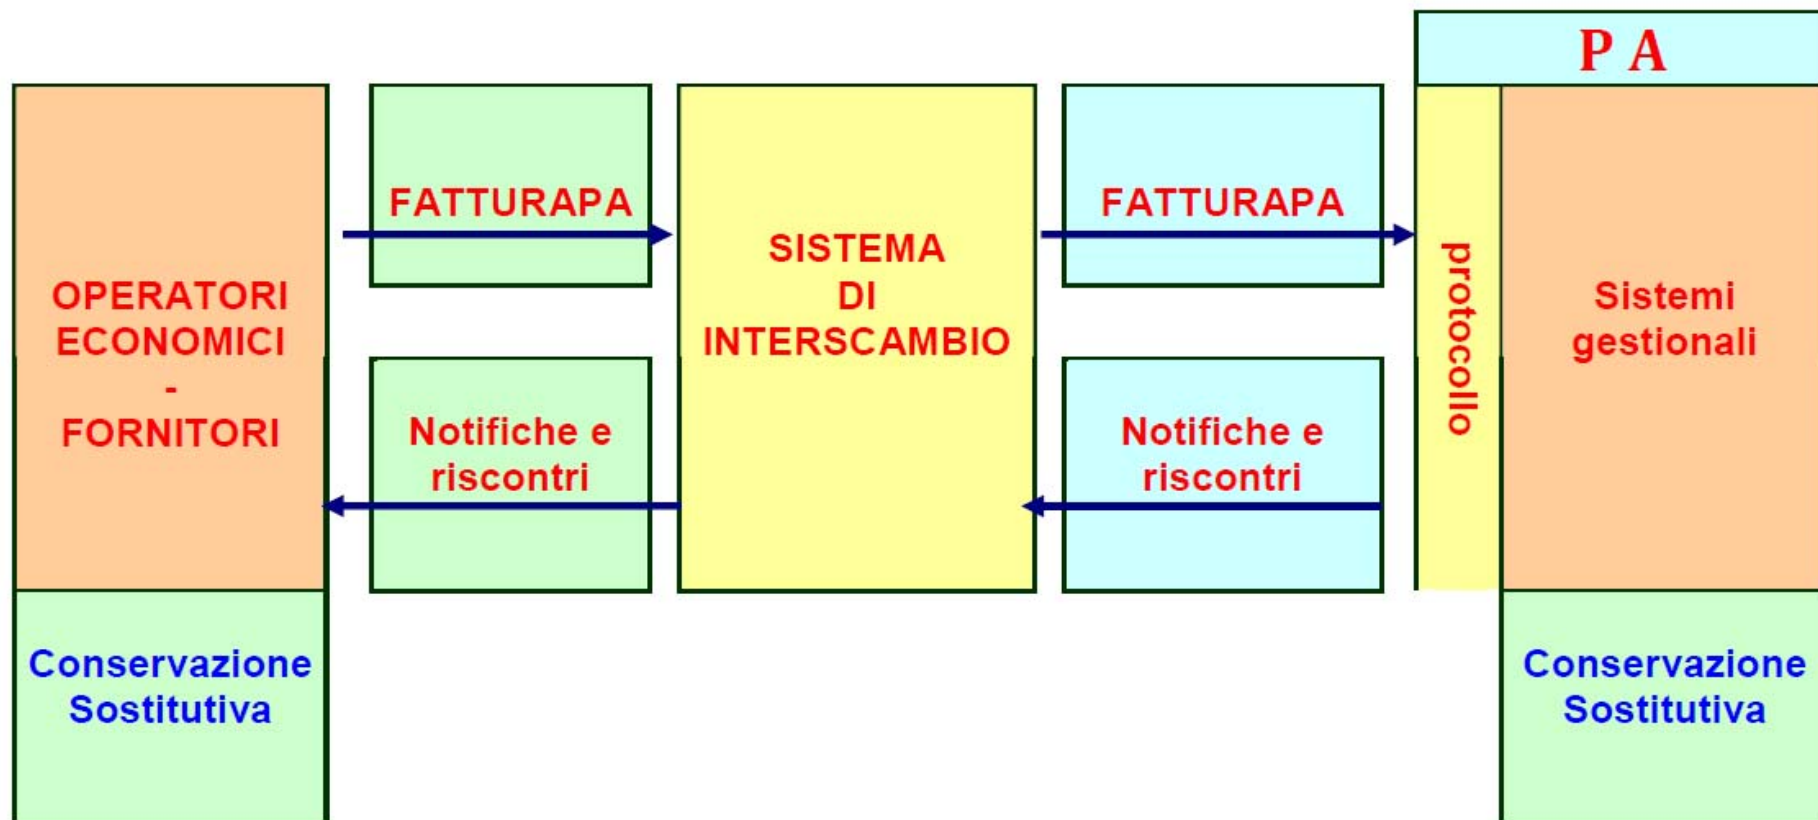 P A
OPERATORI
ECONOMICI
-
FORNITORI
FATTURAPA
Notifiche e
riscontri
SISTEMA
DI
INTERSCAMBIO
FATTURAPA
Notifiche e
riscontri
protocollo
Sistemi
gestionali
Conservazione
Sostitutiva
Conservazione
Sostitutiva